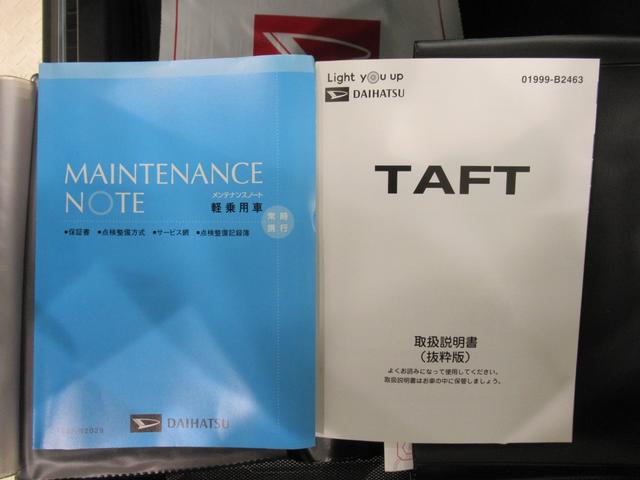 MAINTENANCE
NOTE
メンテナンスノート
軽乗用車
常時
携行
●保証書 ●点検整備方式 ●サービス網 ●点検整備記録簿
DAIHATSU
Light you up
DAIHATSU
01999-B2463
TAFT
取扱説明書
(抜粋版)
よくお読みになって使用してください。
取扱説明書はお車の中に保管しましょう。